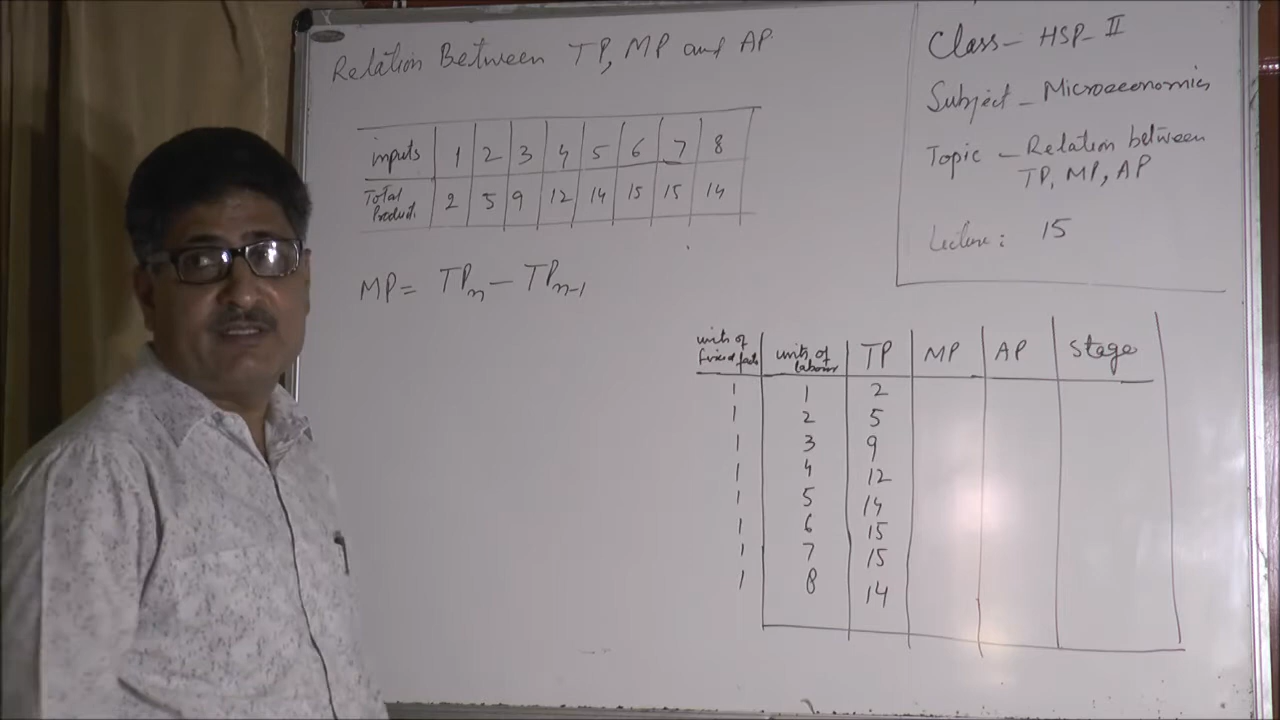 Relation Between TP, MP and AP
inputs 1 2 3 4 5 6 7 8
Total Product 2 5 9 12 14 15 15 14
MP = TPn - TPn-1
Class - HSP-II
Subject - Microeconomics
Topic - Relation between
TP, MP, AP
Lecture: 15
units of fixed facts units of labour TP MP AP Stage
1 1 2
1 2 5
1 3 9
1 4 12
1 5 14
1 6 15
1 7 15
1 8 14